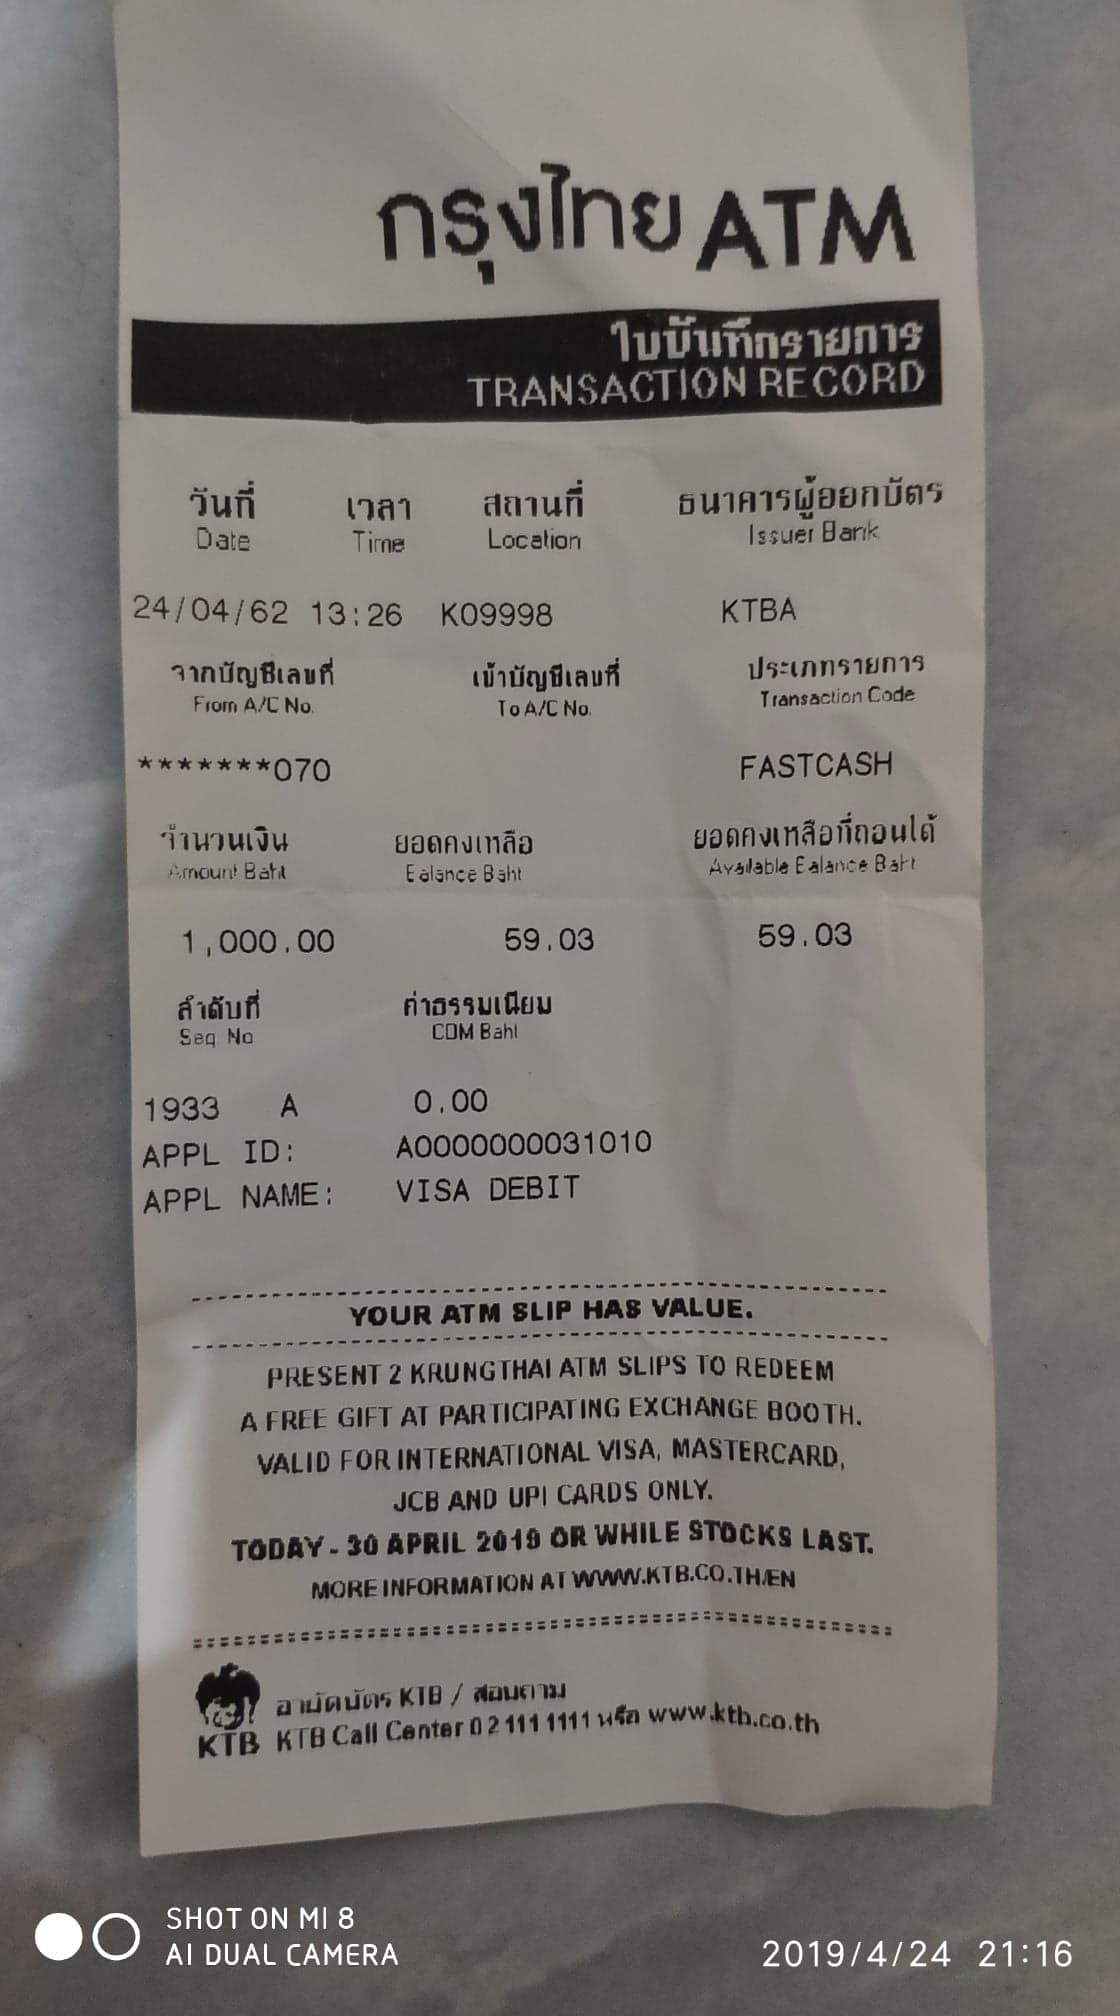 กรุงไทย ATM
ใบบันทึกรายการ
TRANSACTION RECORD
วันที่ เวลา สถานที่ ธนาคารผู้ออกบัตร
Date Time Location Issuer Bank
24/04/62 13:26 K09998 KTBA
จากบัญชีเลขที่ เข้าบัญชีเลขที่ ประเภทรายการ
From A/C No. To A/C No. Transaction Code
*******070 FASTCASH
จำนวนเงิน ยอดคงเหลือ ยอดคงเหลือที่ถอนได้
Amount Baht Balance Baht Available Balance Baht
1,000.00 59.03 59.03
ลำดับที่ ค่าธรรมเนียม
Seq No COM Baht
1933 A 0.00
APPL ID: A0000000031010
APPL NAME: VISA DEBIT
YOUR ATM SLIP HAS VALUE.
PRESENT 2 KRUNGTHAI ATM SLIPS TO REDEEM
A FREE GIFT AT PARTICIPATING EXCHANGE BOOTH.
VALID FOR INTERNATIONAL VISA, MASTERCARD,
JCB AND UPI CARDS ONLY.
TODAY - 30 APRIL 2019 OR WHILE STOCKS LAST.
MORE INFORMATION AT WWW.KTB.CO.TH/EN
อายัดบัตร KTB / สอบถาม
KTB KTB Call Center 02 111 1111 หรือ www.ktb.co.th
SHOT ON MI 8
AI DUAL CAMERA
2019/4/24 21:16